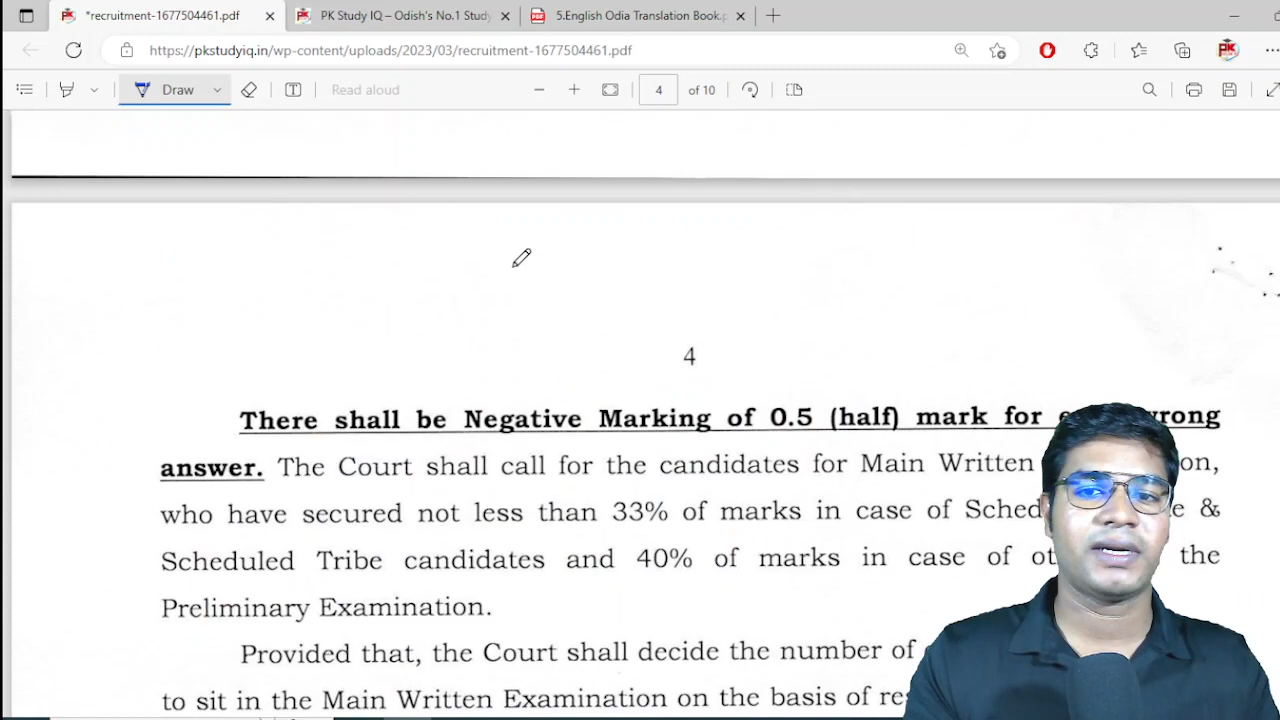 *recruitment-1677504461.pdf
PK Study IQ – Odish's No.1 Study
5.English Odia Translation Book.
https://pkstudyiq.in/wp-content/uploads/2023/03/recruitment-1677504461.pdf
Draw
Read aloud
4
of 10
4
There shall be Negative Marking of 0.5 (half) mark for
answer. The Court shall call for the candidates for Main Written
who have secured not less than 33% of marks in case of &
Scheduled Tribe candidates and 40% of marks in case of the
Preliminary Examination.
Provided that, the Court shall decide the number of
to sit in the Main Written Examination on the basis of